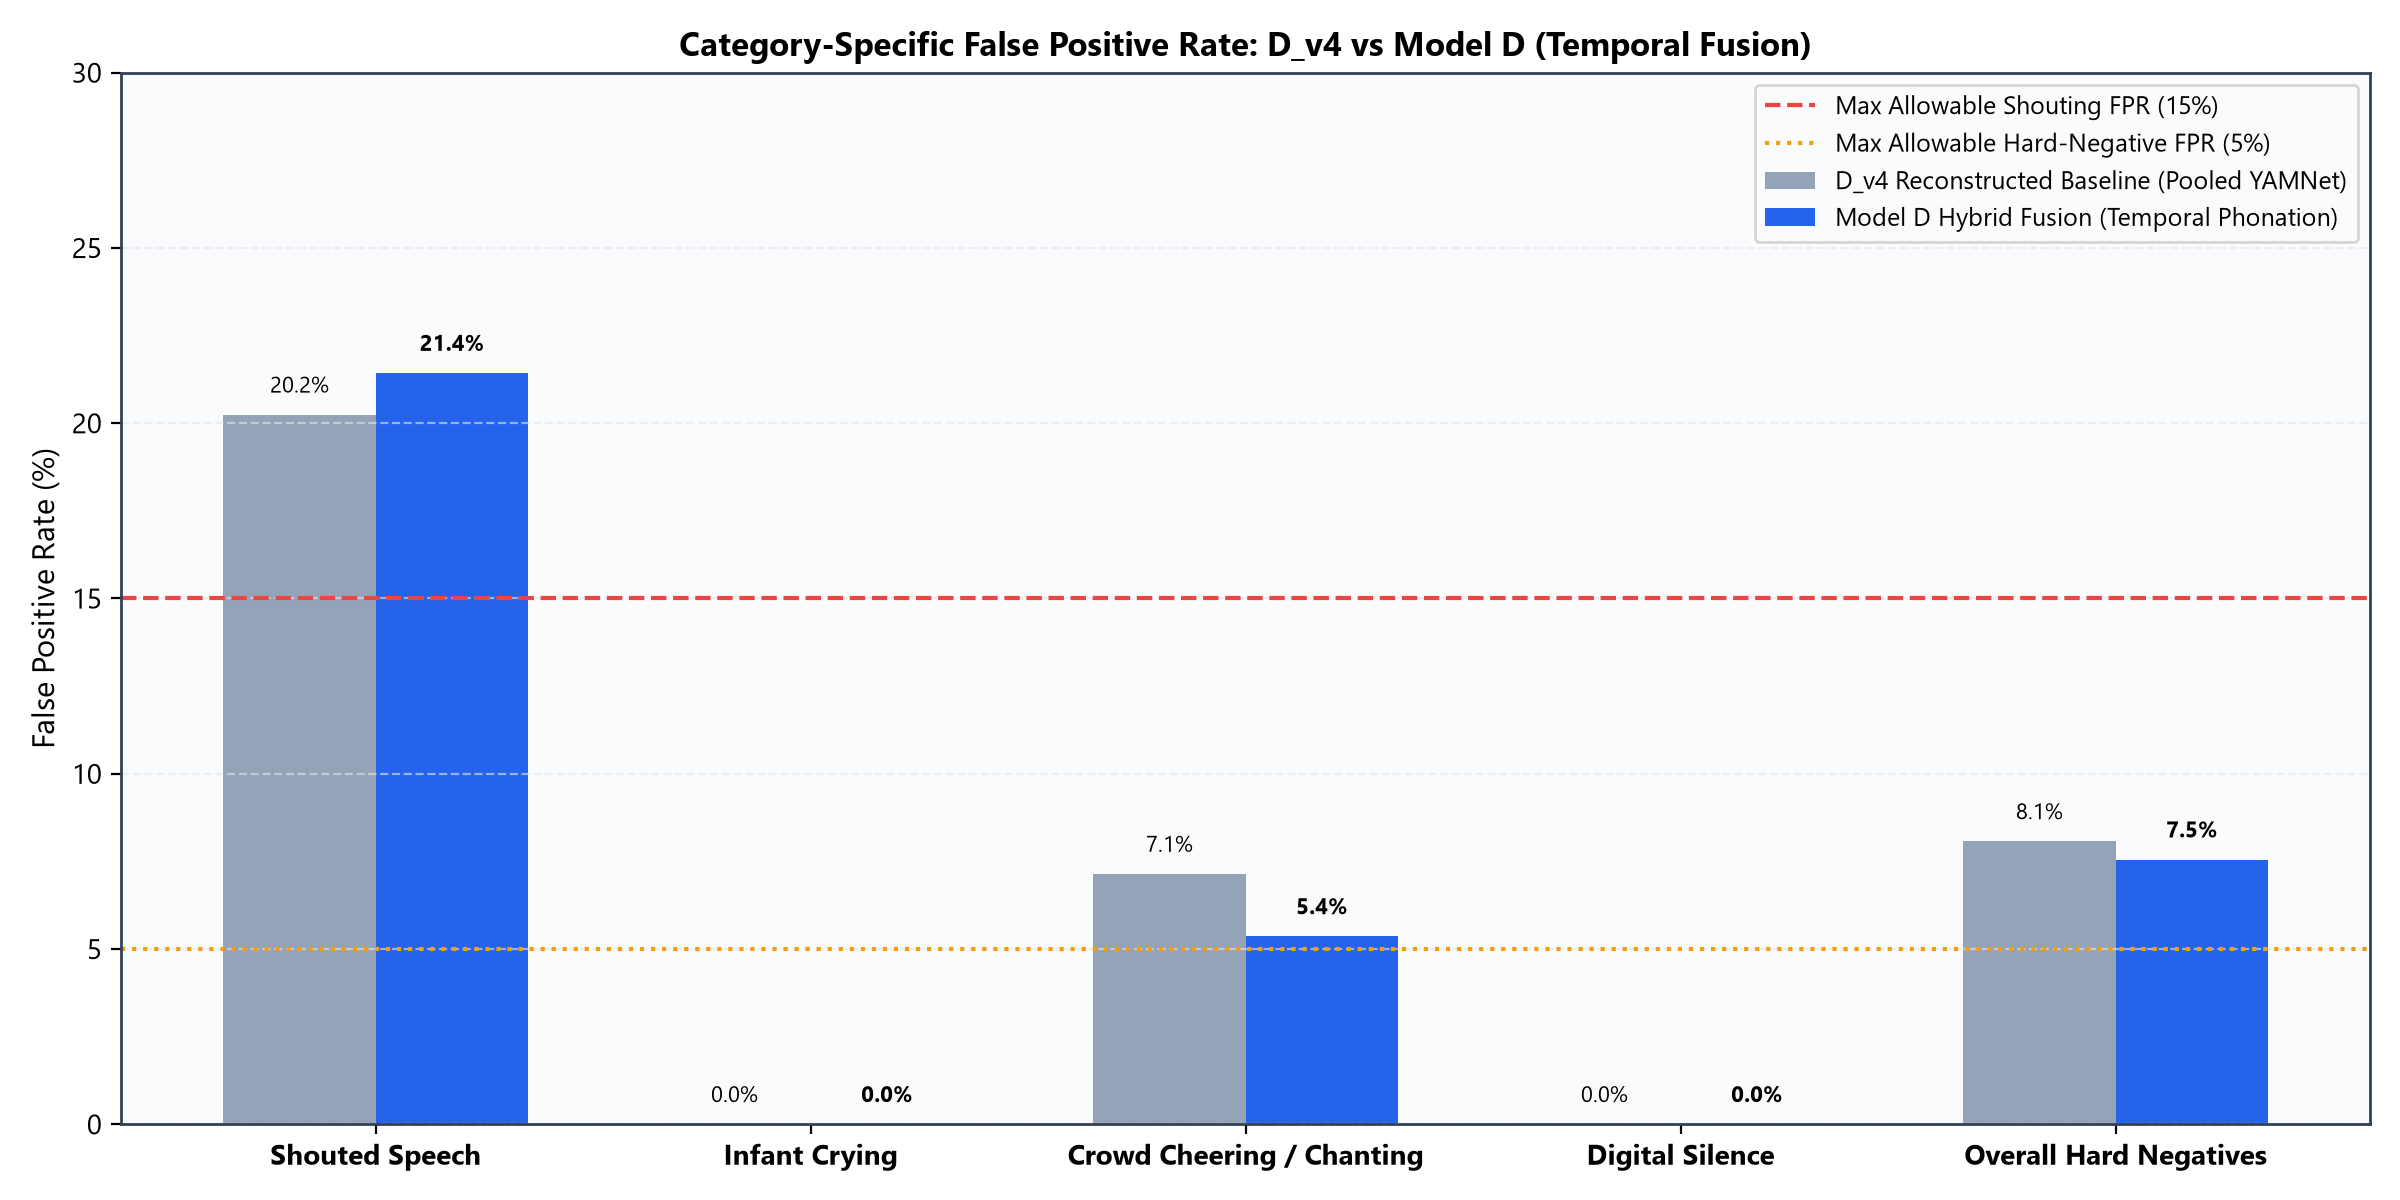 Category-Specific False Positive Rate: D_v4 vs Model D (Temporal Fusion)
Max Allowable Shouting FPR (15%)
Max Allowable Hard-Negative FPR (5%)
D_v4 Reconstructed Baseline (Pooled YAMNet)
Model D Hybrid Fusion (Temporal Phonation)
False Positive Rate (%)
30
25
20
15
10
5
0
20.2%
21.4%
0.0%
0.0%
7.1%
5.4%
0.0%
0.0%
8.1%
7.5%
Shouted Speech
Infant Crying
Crowd Cheering / Chanting
Digital Silence
Overall Hard Negatives